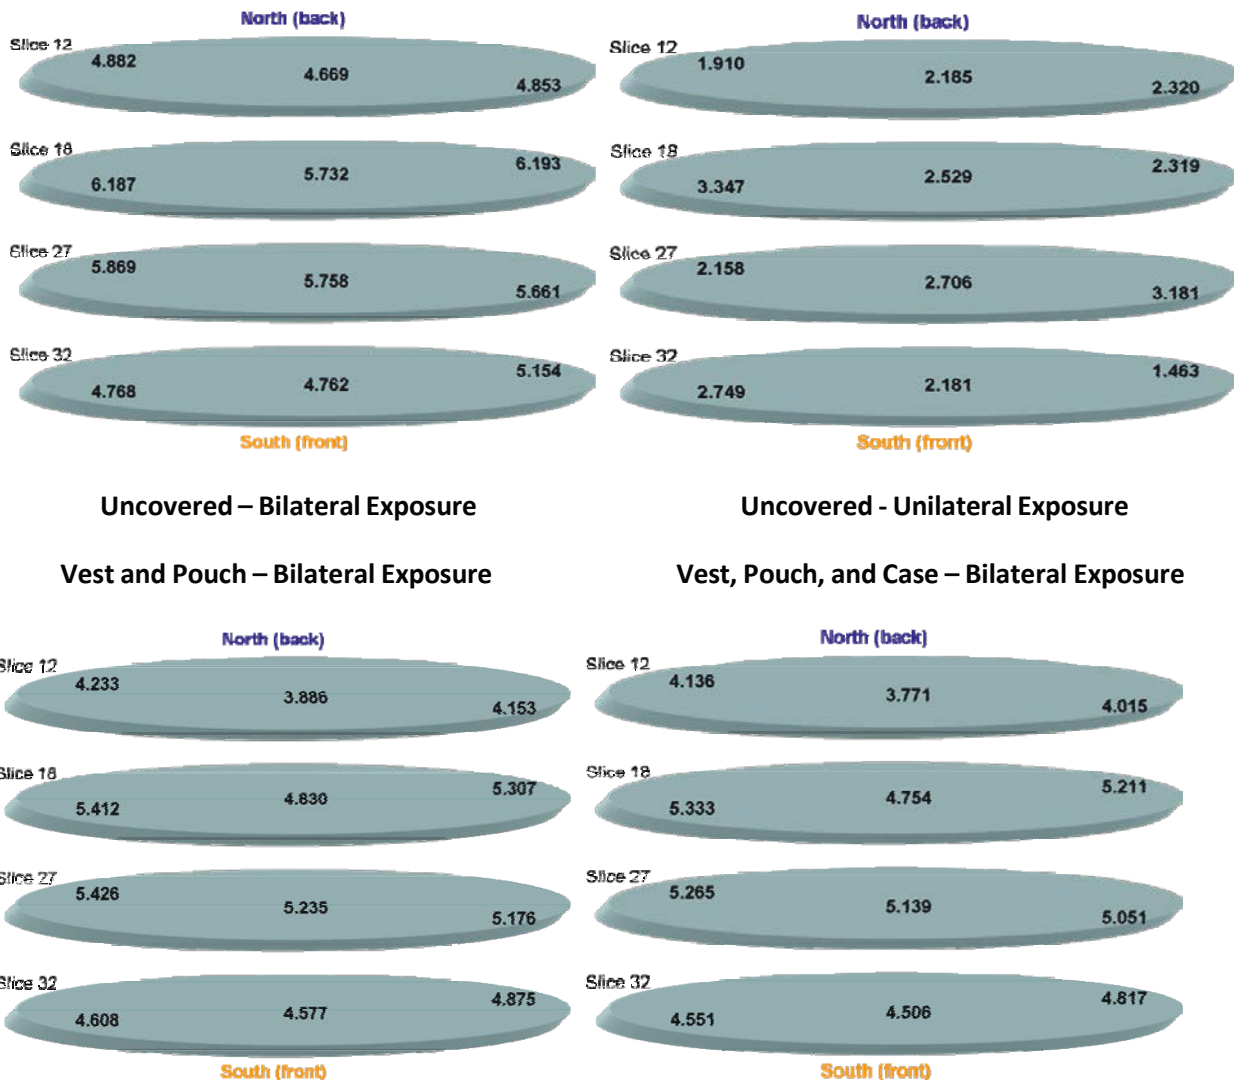 North (back)
Slice 12
4.882
4.669
4.853
Slice 18
6.187
5.732
6.193
Slice 27
5.869
5.758
5.661
Slice 32
4.768
4.762
5.154
South (front)
Uncovered – Bilateral Exposure
North (back)
Slice 12
1.910
2.185
2.320
Slice 18
3.347
2.529
2.319
Slice 27
2.158
2.706
3.181
Slice 32
2.749
2.181
1.463
South (front)
Uncovered - Unilateral Exposure
Vest and Pouch – Bilateral Exposure
North (back)
Slice 12
4.233
3.886
4.153
Slice 18
5.412
4.830
5.307
Slice 27
5.426
5.235
5.176
Slice 32
4.608
4.577
4.875
South (front)
Vest, Pouch, and Case – Bilateral Exposure
North (back)
Slice 12
4.136
3.771
4.015
Slice 18
5.333
4.754
5.211
Slice 27
5.265
5.139
5.051
Slice 32
4.551
4.506
4.817
South (front)